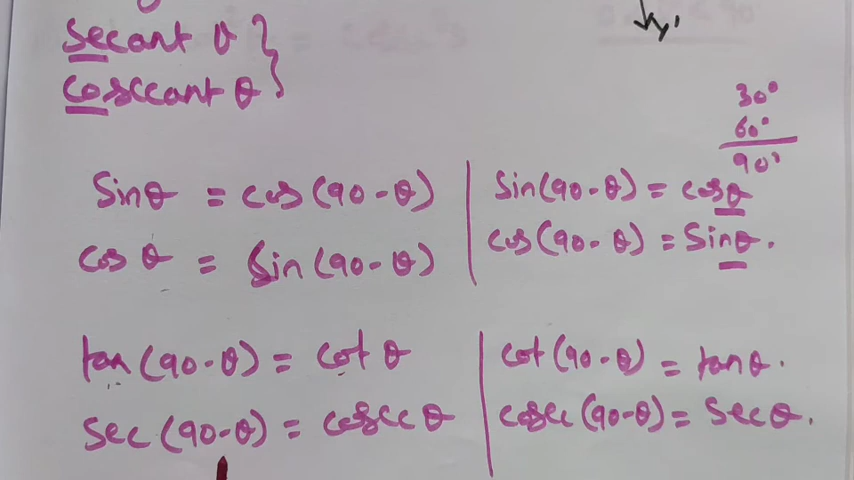 secant θ
cosecant θ
30°
60°
90°
Sinθ = cos(90-θ)
cos θ = Sin(90-θ)
sin(90-θ) = cosθ
cos(90-θ) = Sinθ.
tan(90-θ) = cot θ
sec(90-θ) = cosec θ
cot(90-θ) = tanθ.
cosec(90-θ) = secθ.
y'